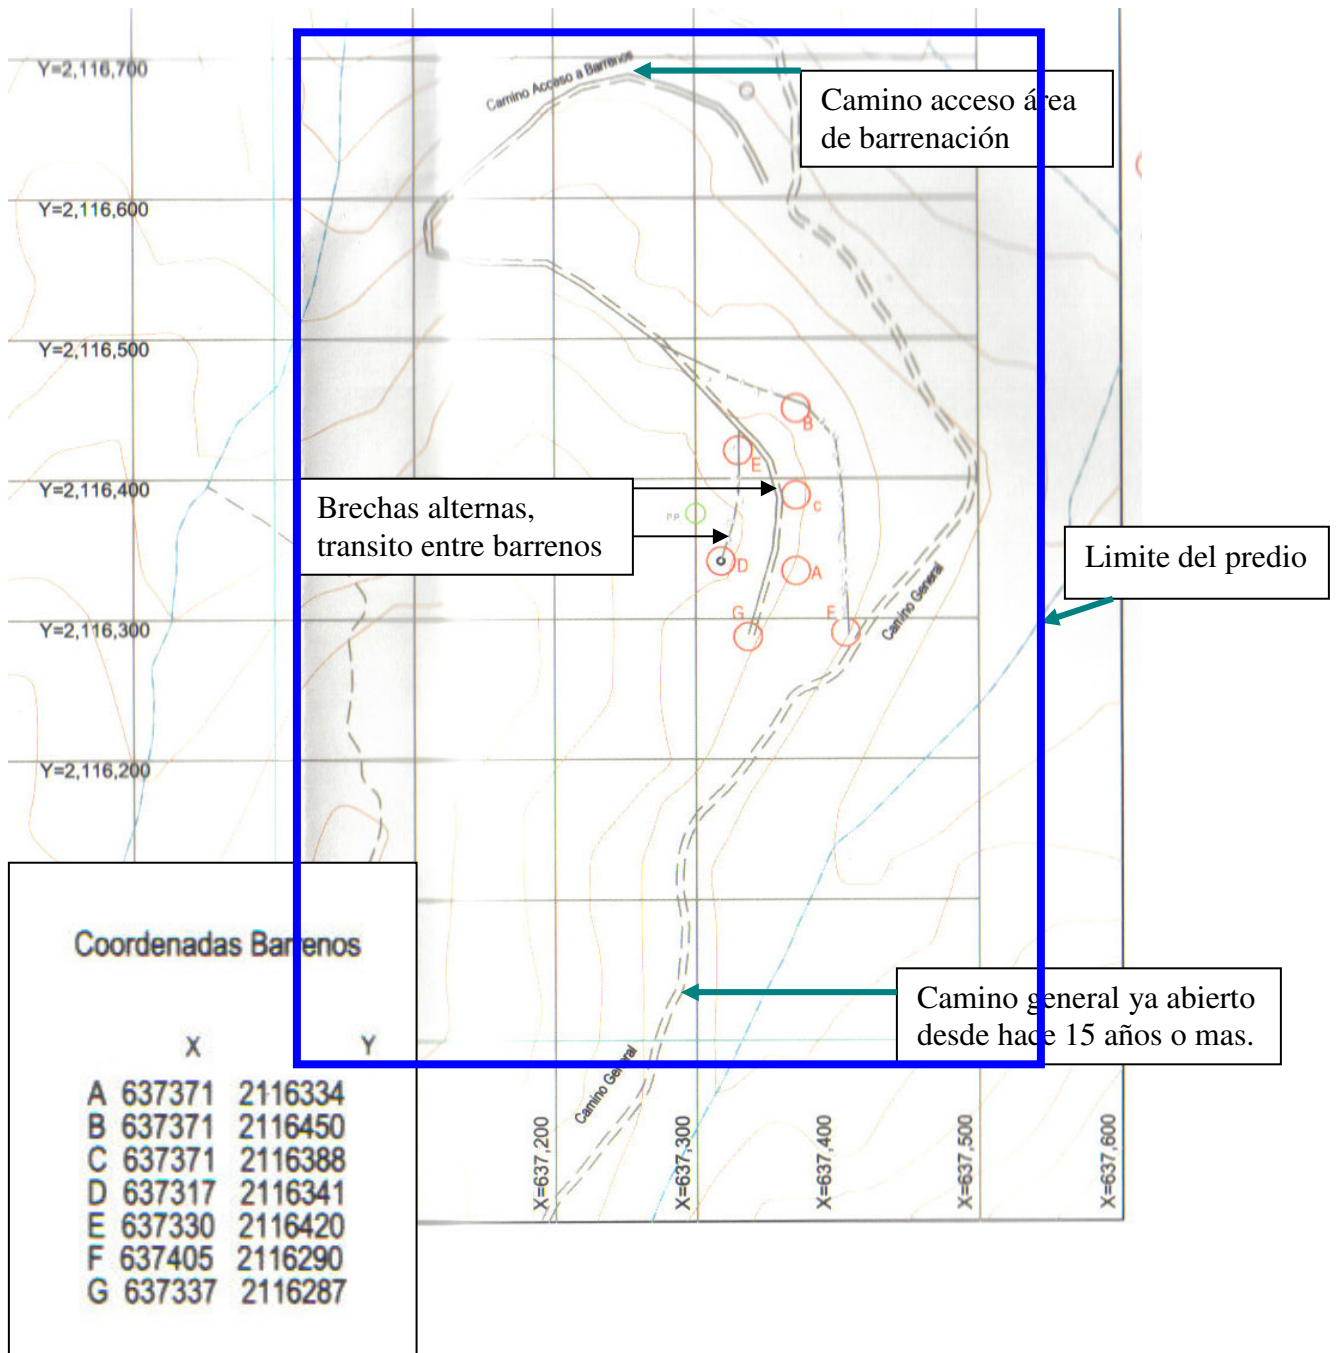 Y=2,116,700
Camino Acceso a Barrenos
Camino acceso área
de barrenación
Y=2,116,600
Y=2,116,500
B
E
Y=2,116,400
C
Brechas alternas,
transito entre barrenos
P.P
D
A
Limite del predio
Y=2,116,300
G
F
Camino General
Y=2,116,200
Coordenadas Barrenos
Camino general ya abierto
desde hace 15 años o mas.
Camino General
X Y
A 637371 2116334
B 637371 2116450
C 637371 2116388
D 637317 2116341
E 637330 2116420
F 637405 2116290
G 637337 2116287
X=637,200
X=637,300
X=637,400
X=637,500
X=637,600